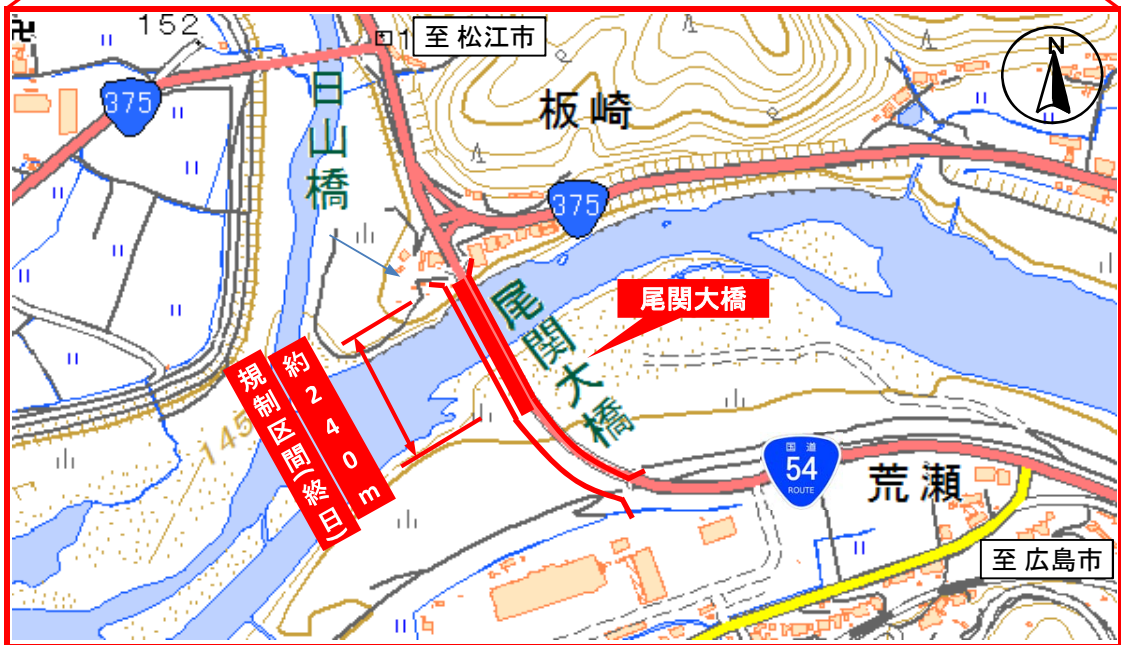 152
至 松江市
N
375
日山橋
板崎
375
尾関大橋
尾関大橋
約240m
規制区間(終日)
145
国道
54
ROUTE
荒瀬
至 広島市